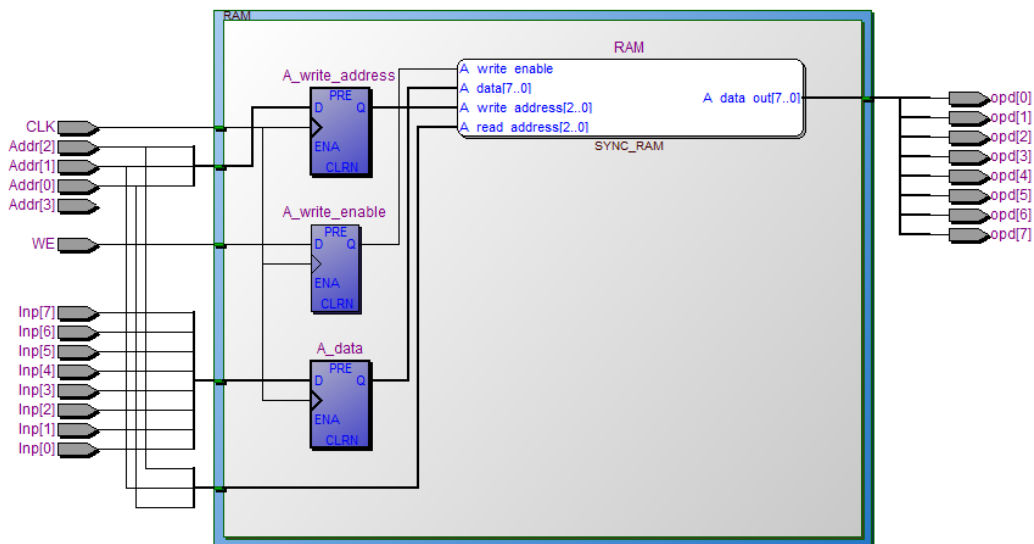 RAM
CLK
Addr[2]
Addr[1]
Addr[0]
Addr[3]
WE
Inp[7]
Inp[6]
Inp[5]
Inp[4]
Inp[3]
Inp[2]
Inp[1]
Inp[0]
A_write_address
PRE
D Q
ENA
CLRN
A_write_enable
PRE
D Q
ENA
CLRN
A_data
PRE
D Q
ENA
CLRN
RAM
A write enable
A data[7..0]
A write address[2..0]
A read address[2..0]
A data out[7..0]
SYNC_RAM
opd[0]
opd[1]
opd[2]
opd[3]
opd[4]
opd[5]
opd[6]
opd[7]